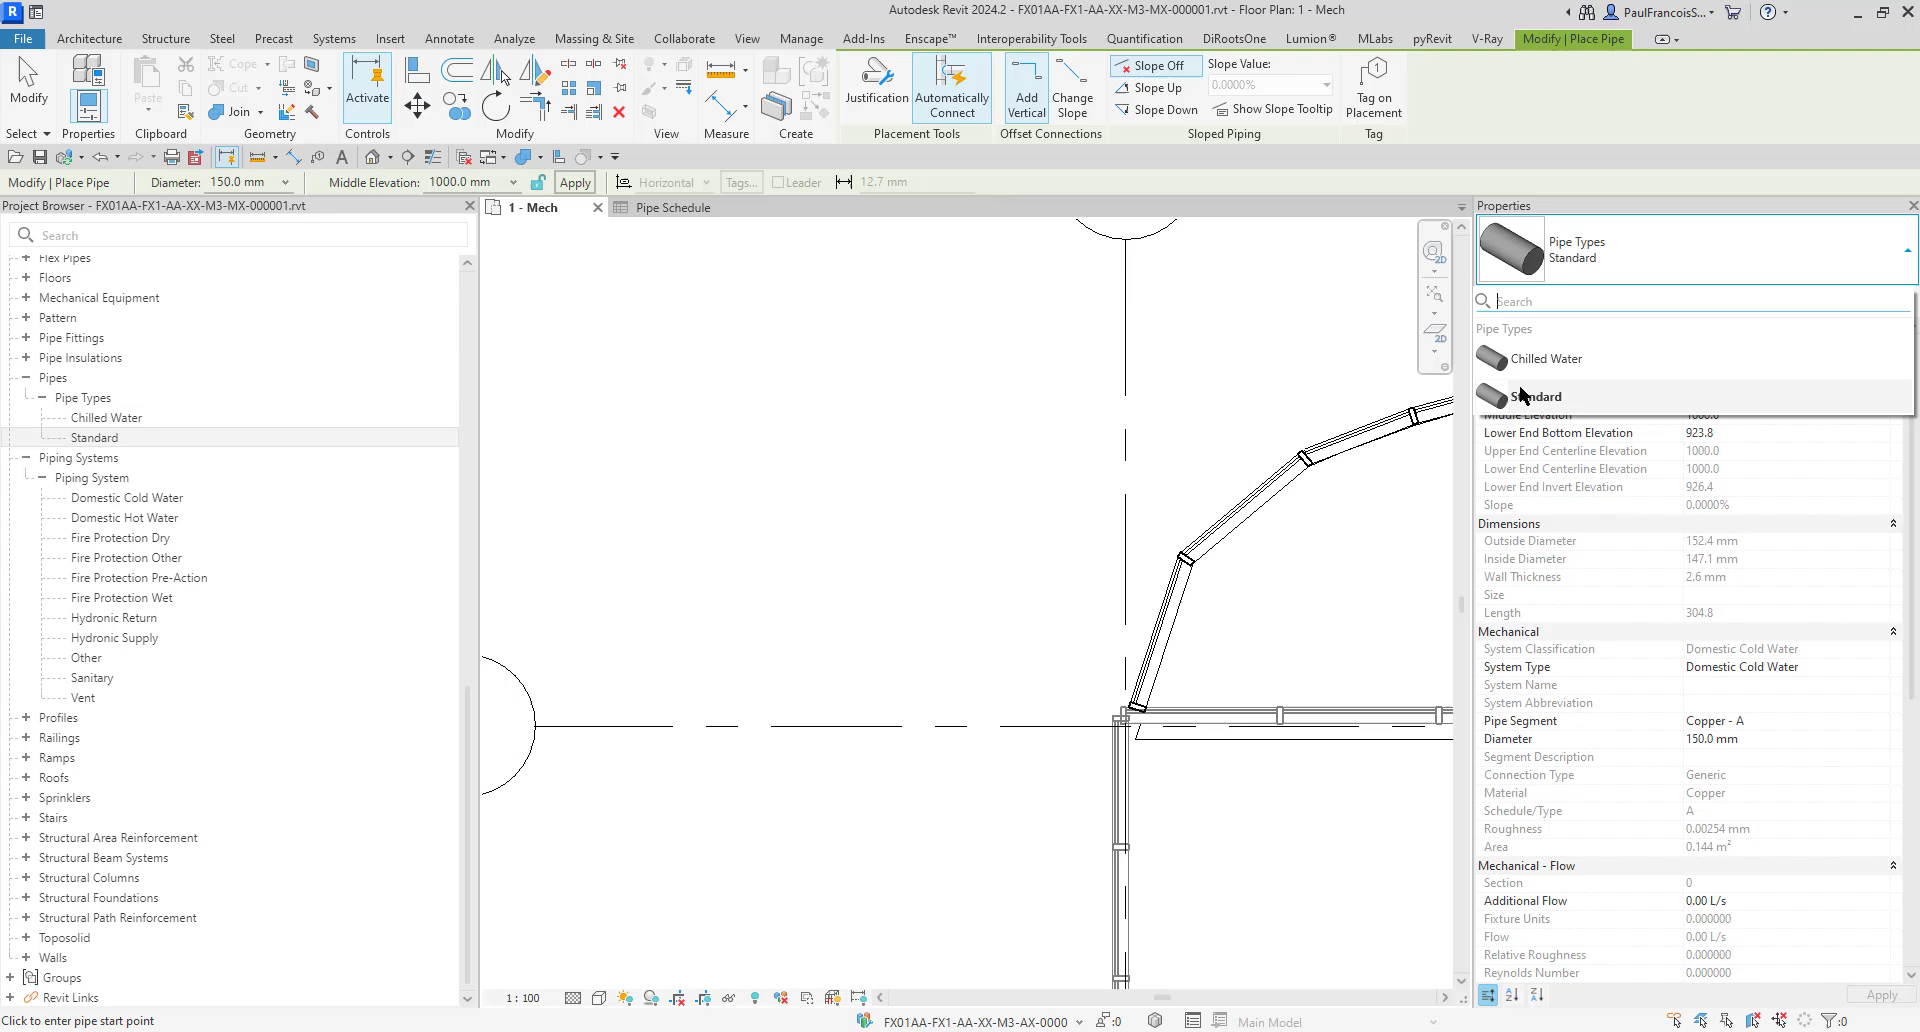 Autodesk Revit 2024.2 - FX01AA-FX1-AA-XX-M3-MX-000001.rvt - Floor Plan: 1 - Mech
PaulFrancoisS...
File Architecture Structure Steel Precast Systems Insert Annotate Analyze Massing & Site Collaborate View Manage Add-Ins Enscape™ Interoperability Tools Quantification DiRootsOne Lumion® MLabs pyRevit V-Ray Modify | Place Pipe
Modify
Paste
Cope
Cut
Join
Activate
Justification
Automatically
Connect
Add
Vertical
Change
Slope
Slope Off
Slope Up
Slope Down
Slope Value:
0.0000%
Show Slope Tooltip
Tag on
Placement
Select Properties Clipboard Geometry Controls Modify View Measure Create Placement Tools Offset Connections Sloped Piping Tag
Modify | Place Pipe Diameter: 150.0 mm Middle Elevation: 1000.0 mm Apply Horizontal Tags... Leader 12.7 mm
Project Browser - FX01AA-FX1-AA-XX-M3-MX-000001.rvt
Search
Flex Pipes
Floors
Mechanical Equipment
Pattern
Pipe Fittings
Pipe Insulations
Pipes
Pipe Types
Chilled Water
Standard
Piping Systems
Piping System
Domestic Cold Water
Domestic Hot Water
Fire Protection Dry
Fire Protection Other
Fire Protection Pre-Action
Fire Protection Wet
Hydronic Return
Hydronic Supply
Other
Sanitary
Vent
Profiles
Railings
Ramps
Roofs
Sprinklers
Stairs
Structural Area Reinforcement
Structural Beam Systems
Structural Columns
Structural Foundations
Structural Path Reinforcement
Toposolid
Walls
Groups
Revit Links
1 - Mech
Pipe Schedule
2D
2D
Properties
Pipe Types
Standard
Search
Pipe Types
Chilled Water
Standard
Middle Elevation 1000.0
Lower End Bottom Elevation 923.8
Upper End Centerline Elevation 1000.0
Lower End Centerline Elevation 1000.0
Lower End Invert Elevation 926.4
Slope 0.0000%
Dimensions
Outside Diameter 152.4 mm
Inside Diameter 147.1 mm
Wall Thickness 2.6 mm
Size
Length 304.8
Mechanical
System Classification Domestic Cold Water
System Type Domestic Cold Water
System Name
System Abbreviation
Pipe Segment Copper - A
Diameter 150.0 mm
Segment Description
Connection Type Generic
Material Copper
Schedule/Type A
Roughness 0.00254 mm
Area 0.144 m²
Mechanical - Flow
Section 0
Additional Flow 0.00 L/s
Fixture Units 0.000000
Flow 0.00 L/s
Relative Roughness 0.000000
Reynolds Number 0.000000
Apply
1 : 100
Click to enter pipe start point
FX01AA-FX1-AA-XX-M3-AX-0000
:0
Main Model
:0